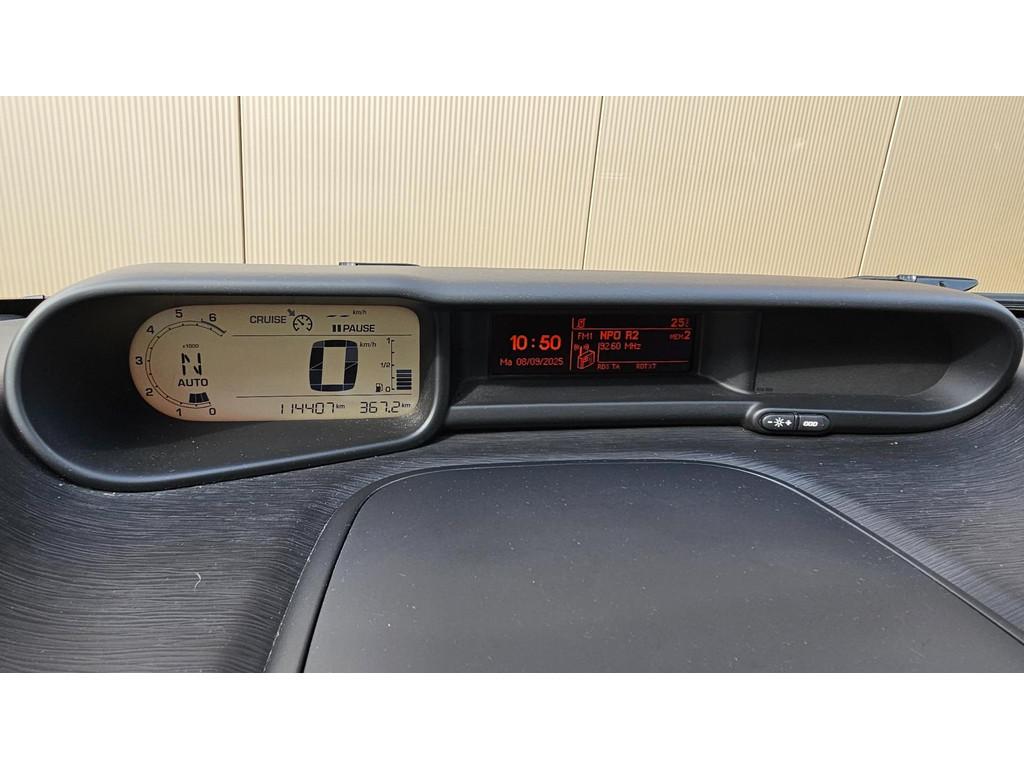 6
5
4
3
2
1
0
x1000
N
AUTO
CRUISE
-- km/h
PAUSE
0 km/h
1
1/2
0
114407 km 367.2 km
10:50
Ma 08/09/2025
FM1 NPO R2 MEM2
92.60 MHz
RDS TA RDTXT
- +